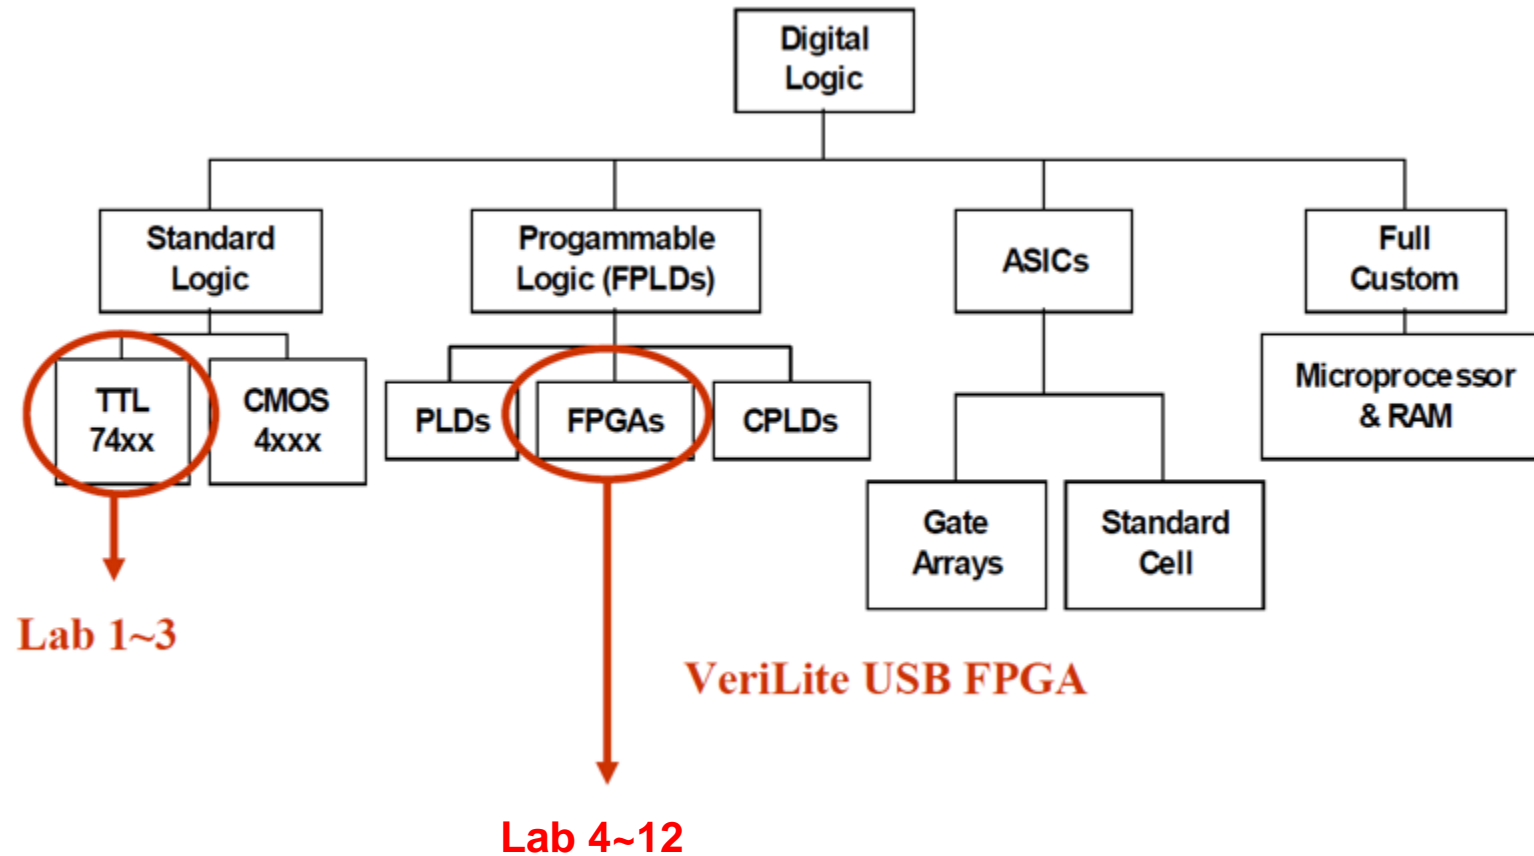 Digital
Logic
Standard
Logic
Progammable
Logic (FPLDs)
ASICs
Full
Custom
TTL
74xx
CMOS
4xxx
PLDs
FPGAs
CPLDs
Microprocessor
& RAM
Gate
Arrays
Standard
Cell
Lab 1~3
VeriLite USB FPGA
Lab 4~12